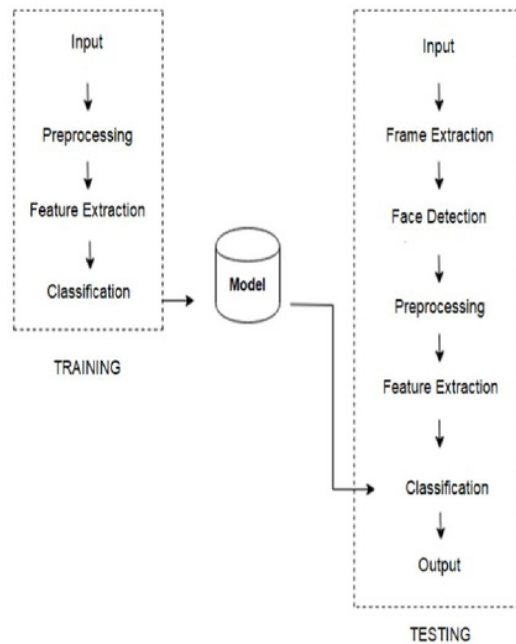 Input
Preprocessing
Feature Extraction
Classification
TRAINING
Model
Input
Frame Extraction
Face Detection
Preprocessing
Feature Extraction
Classification
Output
TESTING